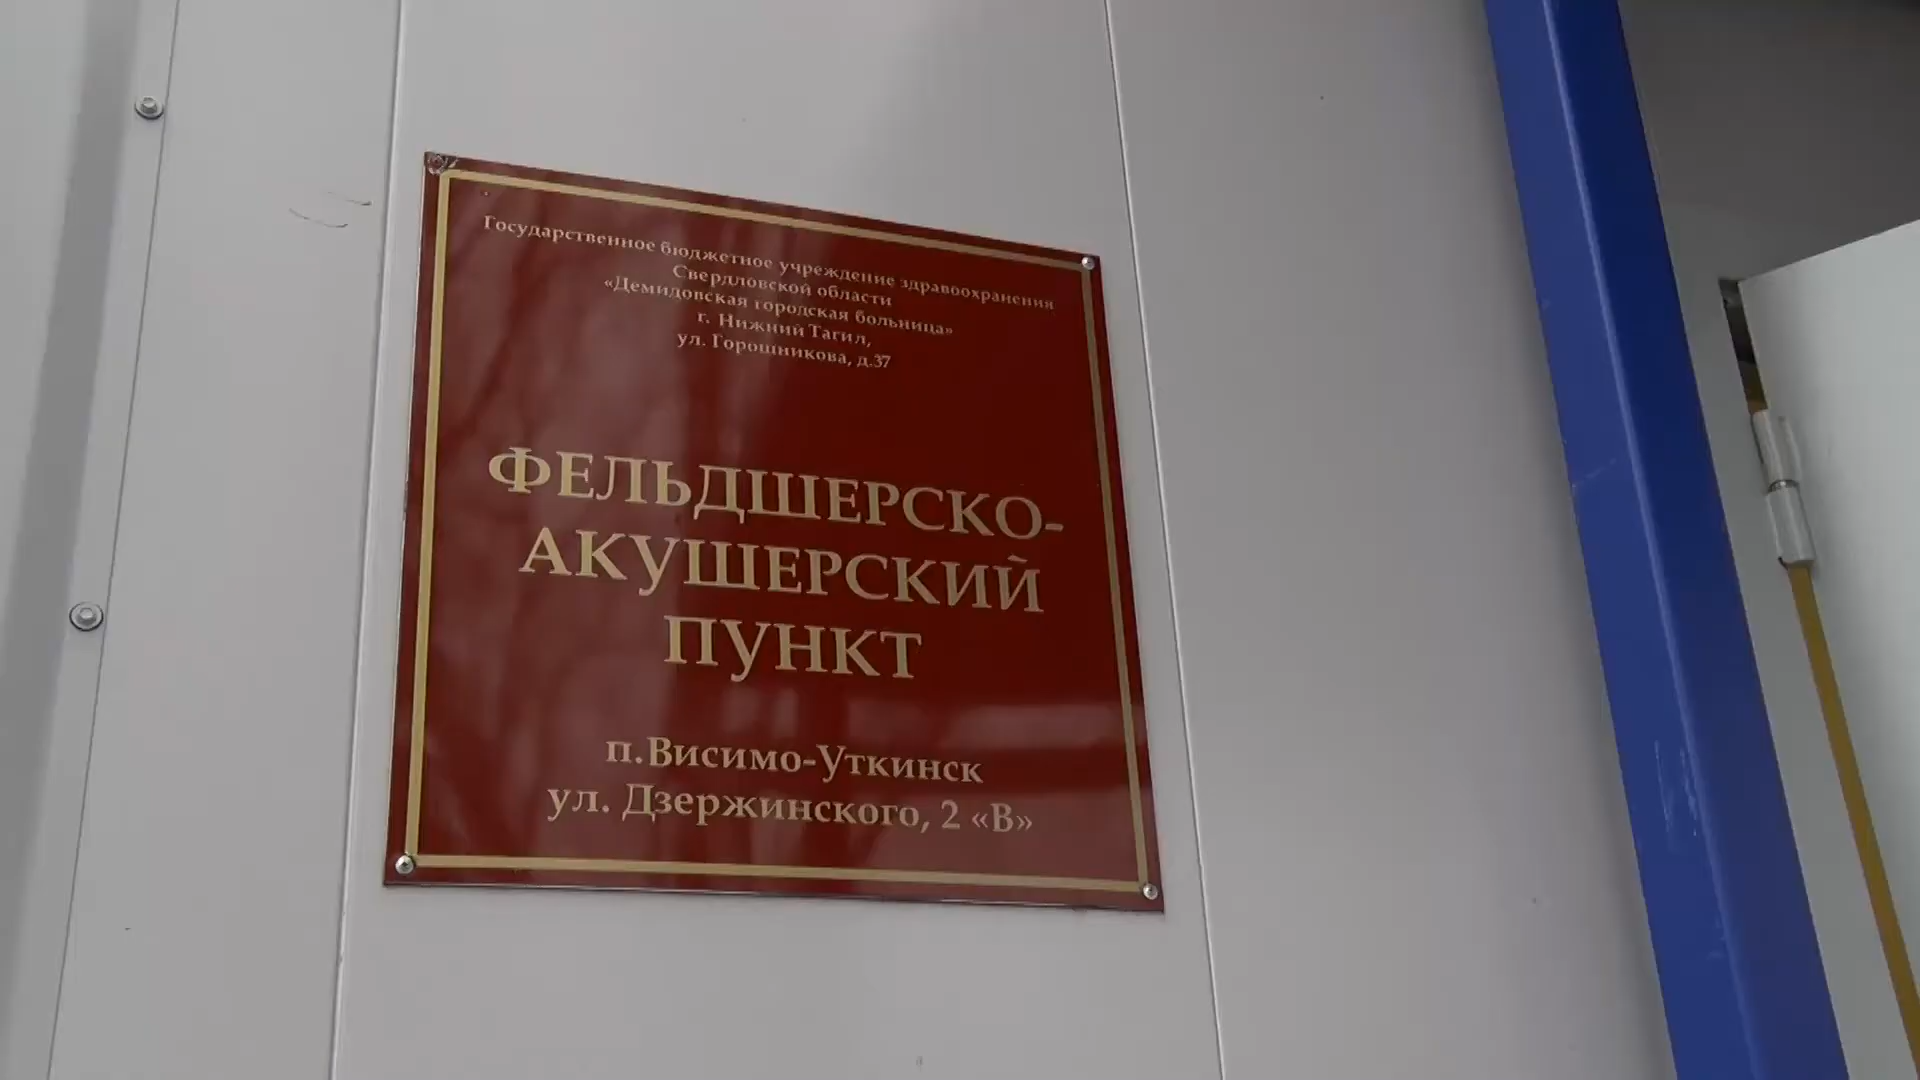 Государственное бюджетное учреждение здравоохранения
Свердловской области
«Демидовская городская больница»
г. Нижний Тагил,
ул. Горошникова, д.37
ФЕЛЬДШЕРСКО-
АКУШЕРСКИЙ
ПУНКТ
п.Висимо-Уткинск
ул. Дзержинского, 2 «В»